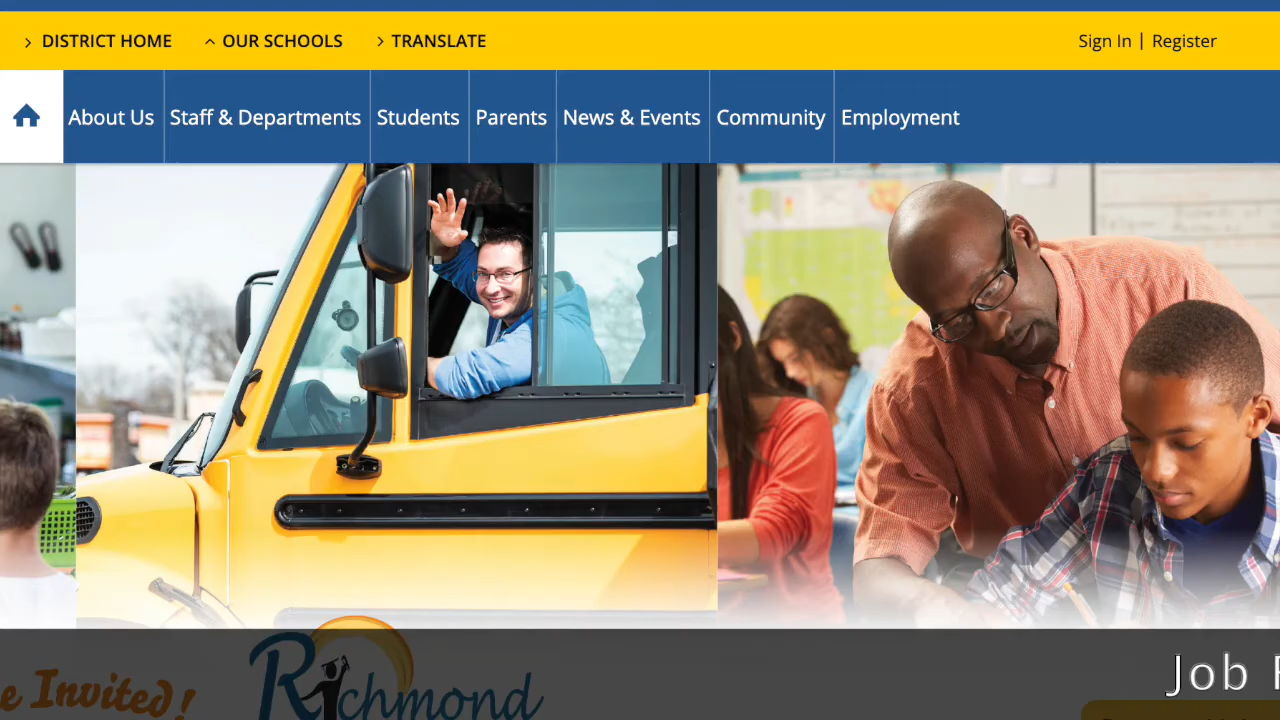 DISTRICT HOME OUR SCHOOLS TRANSLATE Sign In | Register
About Us Staff & Departments Students Parents News & Events Community Employment
Job
Invited!
Richmond